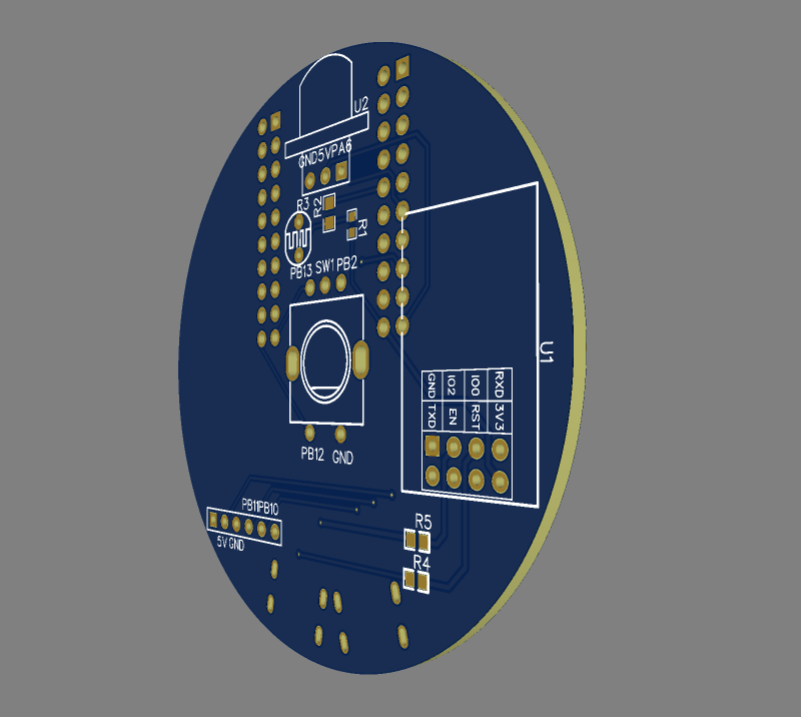 U2
GND5VPA6
R3
R2
R1
PB13 SW1 PB2
U1
GND IO2 IO0 RXD
TXD EN RST 3V3
PB12 GND
PB11PB10
5V GND
R5
R4